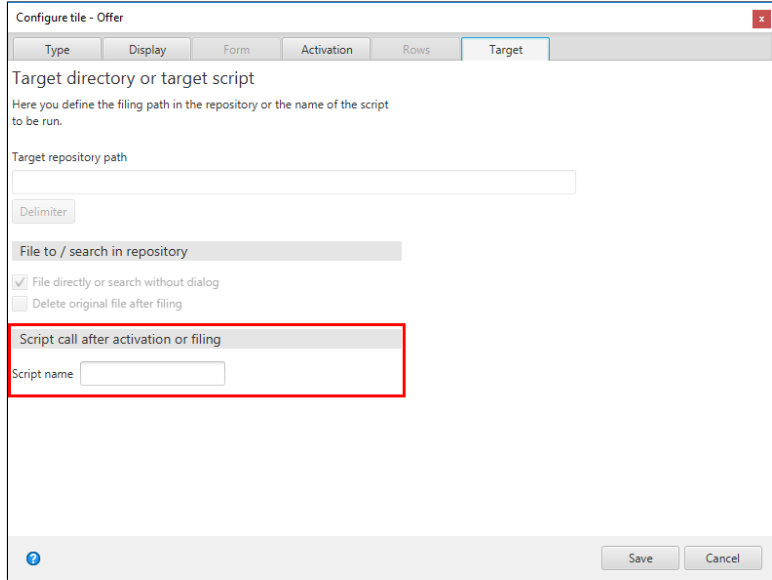 Configure tile - Offer
x
Type Display Form Activation Rows Target
Target directory or target script
Here you define the filing path in the repository or the name of the script
to be run.
Target repository path
Delimiter
File to / search in repository
File directly or search without dialog
Delete original file after filing
Script call after activation or filing
Script name
?
Save Cancel